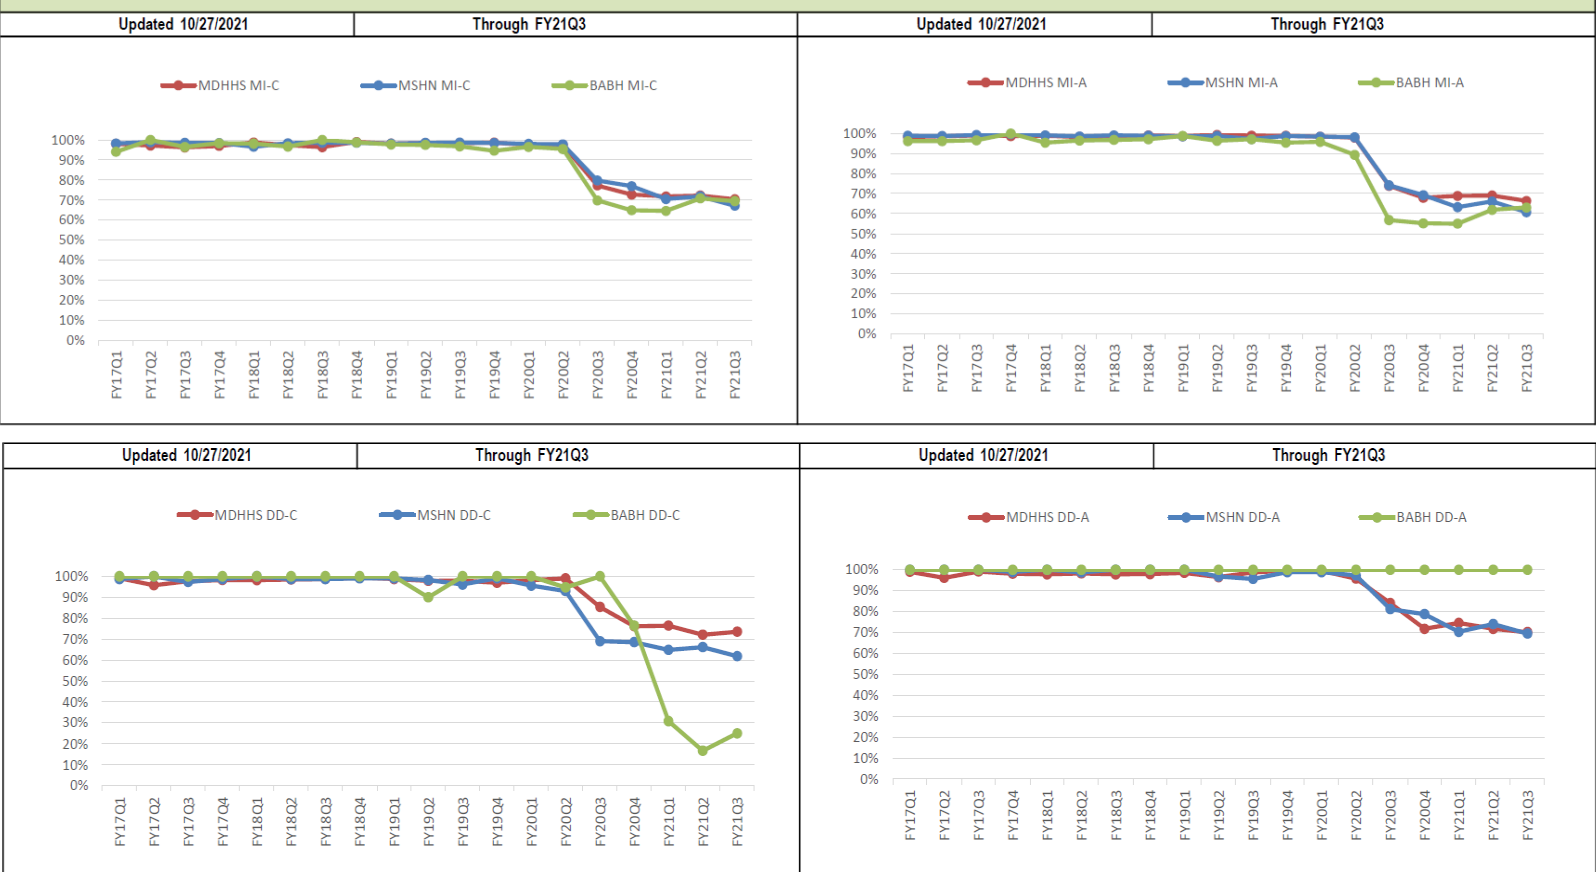 Updated 10/27/2021
Through FY21Q3
MDHHS MI-C
MSHN MI-C
BABH MI-C
100%
90%
80%
70%
60%
50%
40%
30%
20%
10%
0%
FY17Q1
FY17Q2
FY17Q3
FY17Q4
FY18Q1
FY18Q2
FY18Q3
FY18Q4
FY19Q1
FY19Q2
FY19Q3
FY19Q4
FY20Q1
FY20Q2
FY20Q3
FY20Q4
FY21Q1
FY21Q2
FY21Q3
Updated 10/27/2021
Through FY21Q3
MDHHS MI-A
MSHN MI-A
BABH MI-A
100%
90%
80%
70%
60%
50%
40%
30%
20%
10%
0%
FY17Q1
FY17Q2
FY17Q3
FY17Q4
FY18Q1
FY18Q2
FY18Q3
FY18Q4
FY19Q1
FY19Q2
FY19Q3
FY19Q4
FY20Q1
FY20Q2
FY20Q3
FY20Q4
FY21Q1
FY21Q2
FY21Q3
Updated 10/27/2021
Through FY21Q3
MDHHS DD-C
MSHN DD-C
BABH DD-C
100%
90%
80%
70%
60%
50%
40%
30%
20%
10%
0%
FY17Q1
FY17Q2
FY17Q3
FY17Q4
FY18Q1
FY18Q2
FY18Q3
FY18Q4
FY19Q1
FY19Q2
FY19Q3
FY19Q4
FY20Q1
FY20Q2
FY20Q3
FY20Q4
FY21Q1
FY21Q2
FY21Q3
Updated 10/27/2021
Through FY21Q3
MDHHS DD-A
MSHN DD-A
BABH DD-A
100%
90%
80%
70%
60%
50%
40%
30%
20%
10%
0%
FY17Q1
FY17Q2
FY17Q3
FY17Q4
FY18Q1
FY18Q2
FY18Q3
FY18Q4
FY19Q1
FY19Q2
FY19Q3
FY19Q4
FY20Q1
FY20Q2
FY20Q3
FY20Q4
FY21Q1
FY21Q2
FY21Q3